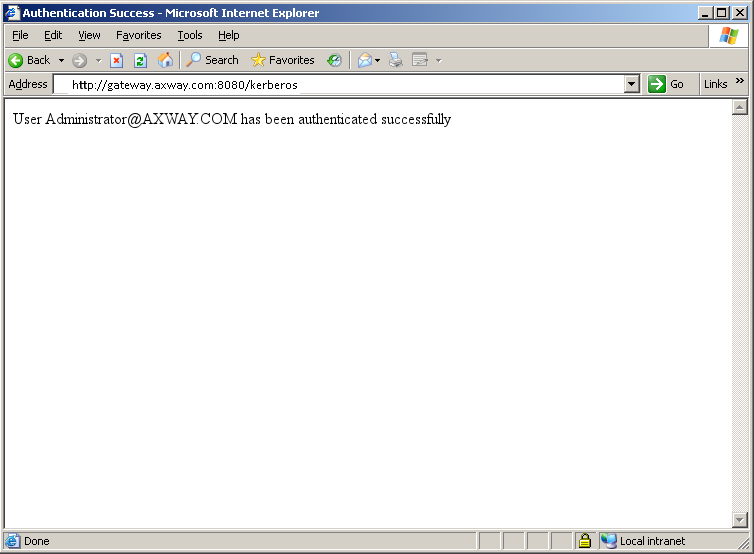 Authentication Success - Microsoft Internet Explorer
File Edit View Favorites Tools Help
Back Search Favorites
Address http://gateway.axway.com:8080/kerberos Go Links »
User Administrator@AXWAY.COM has been authenticated successfully
Done Local intranet